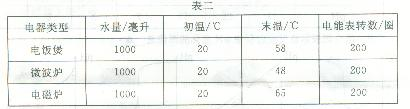 表二
电器类型 水量/毫升 初温/℃ 末温/℃ 电能表转数/圈
电饭煲 1000 20 58 200
微波炉 1000 20 48 200
电磁炉 1000 20 65 200